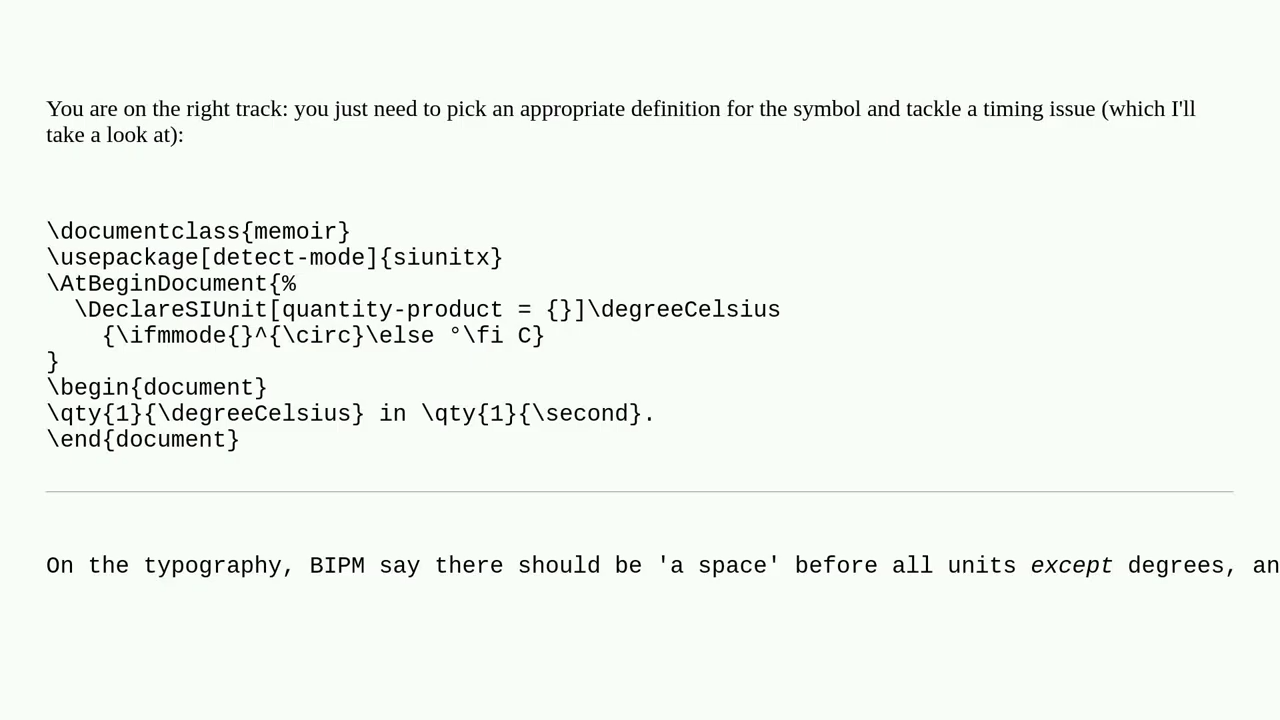 You are on the right track: you just need to pick an appropriate definition for the symbol and tackle a timing issue (which I'll
take a look at):
\documentclass{memoir}
\usepackage[detect-mode]{siunitx}
\AtBeginDocument{%
  \DeclareSIUnit[quantity-product = {}]\degreeCelsius
    {\ifmmode{}^{\circ}\else °\fi C}
}
\begin{document}
\qty{1}{\degreeCelsius} in \qty{1}{\second}.
\end{document}
On the typography, BIPM say there should be 'a space' before all units except degrees,